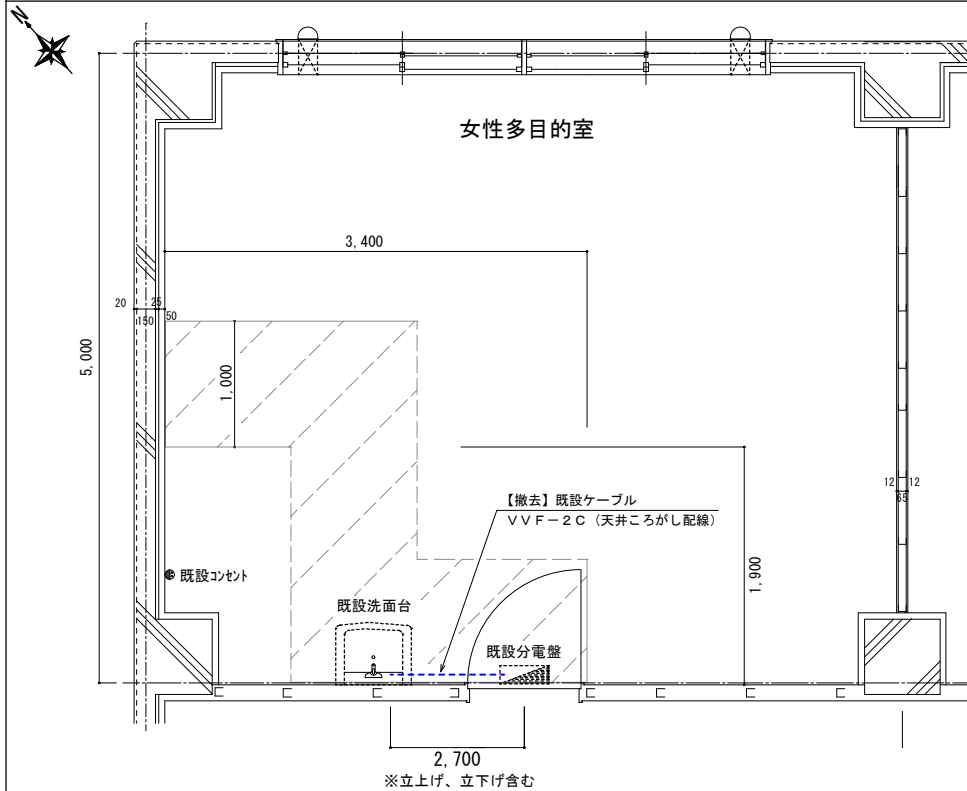 N
女性多目的室
3,400
20
25
150
50
5,000
1,000
12
12
65
【撤去】既設ケーブル
VVF-2C（天井ころがし配線）
1,900
既設コンセント
既設洗面台
既設分電盤
2,700
※立上げ、立下げ含む